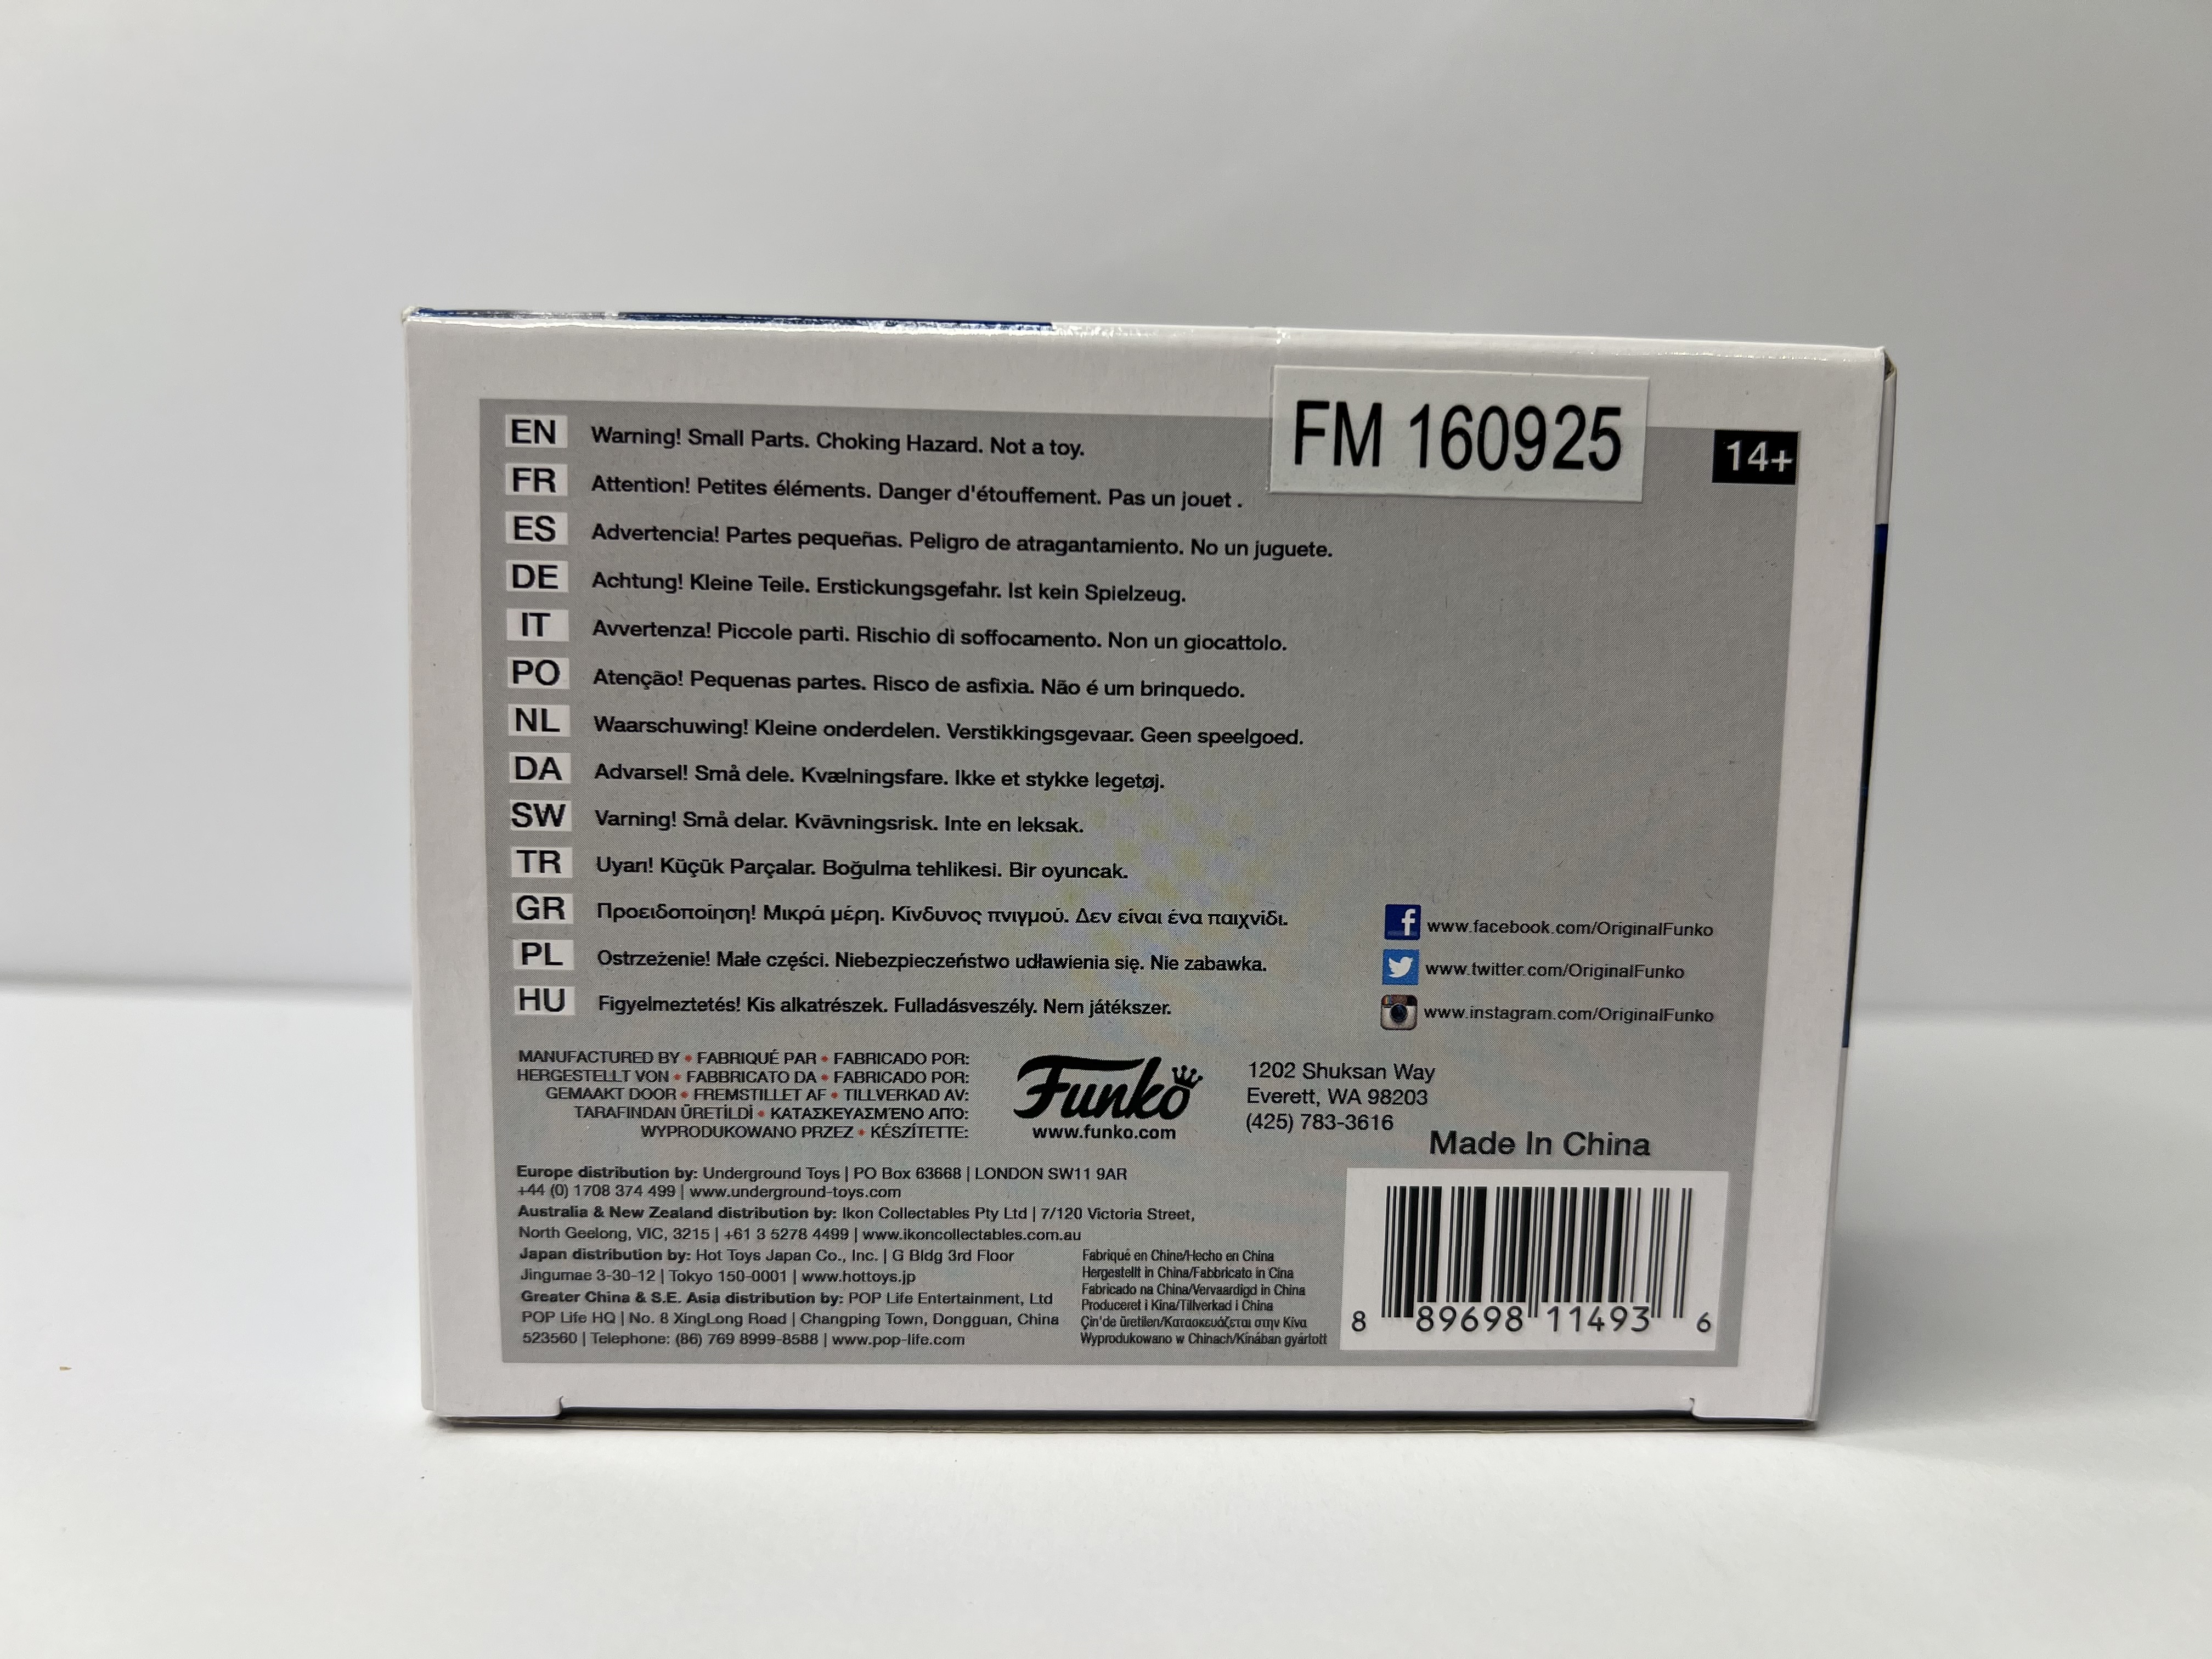 FM 160925
14+
EN Warning! Small Parts. Choking Hazard. Not a toy.
FR Attention! Petites éléments. Danger d'étouffement. Pas un jouet .
ES Advertencia! Partes pequeñas. Peligro de atragantamiento. No un juguete.
DE Achtung! Kleine Teile. Erstickungsgefahr. Ist kein Spielzeug.
IT Avvertenza! Piccole parti. Rischio di soffocamento. Non un giocattolo.
PO Atenção! Pequenas partes. Risco de asfixia. Não é um brinquedo.
NL Waarschuwing! Kleine onderdelen. Verstikkingsgevaar. Geen speelgoed.
DA Advarsel! Små dele. Kvælningsfare. Ikke et stykke legetøj.
SW Varning! Små delar. Kvävningsrisk. Inte en leksak.
TR Uyarı! Küçük Parçalar. Boğulma tehlikesi. Bir oyuncak.
GR Προειδοποίηση! Μικρά μέρη. Κίνδυνος πνιγμού. Δεν είναι ένα παιχνίδι.
PL Ostrzeżenie! Małe części. Niebezpieczeństwo udławienia się. Nie zabawka.
HU Figyelmeztetés! Kis alkatrészek. Fulladásveszély. Nem játékszer.
www.facebook.com/OriginalFunko
www.twitter.com/OriginalFunko
www.instagram.com/OriginalFunko
MANUFACTURED BY • FABRIQUÉ PAR • FABRICADO POR:
HERGESTELLT VON • FABBRICATO DA • FABRICADO POR:
GEMAAKT DOOR • FREMSTILLET AF • TILLVERKAD AV:
TARAFINDAN ÜRETİLDİ • ΚΑΤΑΣΚΕΥΑΣΜΈΝΟ ΑΠΌ:
WYPRODUKOWANO PRZEZ • KÉSZÍTETTE:
Funko
www.funko.com
1202 Shuksan Way
Everett, WA 98203
(425) 783-3616
Made In China
Europe distribution by: Underground Toys | PO Box 63668 | LONDON SW11 9AR
+44 (0) 1708 374 499 | www.underground-toys.com
Australia & New Zealand distribution by: Ikon Collectables Pty Ltd | 7/120 Victoria Street,
North Geelong, VIC, 3215 | +61 3 5278 4499 | www.ikoncollectables.com.au
Japan distribution by: Hot Toys Japan Co., Inc. | G Bldg 3rd Floor
Jingumae 3-30-12 | Tokyo 150-0001 | www.hottoys.jp
Greater China & S.E. Asia distribution by: POP Life Entertainment, Ltd
POP Life HQ | No. 8 XingLong Road | Changping Town, Dongguan, China
523560 | Telephone: (86) 769 8999-8588 | www.pop-life.com
Fabriqué en Chine/Hecho en China
Hergestellt in China/Fabbricato in Cina
Fabricado na China/Vervaardigd in China
Produceret i Kina/Tillverkad i China
Çin'de üretilen/Κατασκευάζεται στην Κίνα
Wyprodukowano w Chinach/Kínában gyártott
8 89698 11493 6